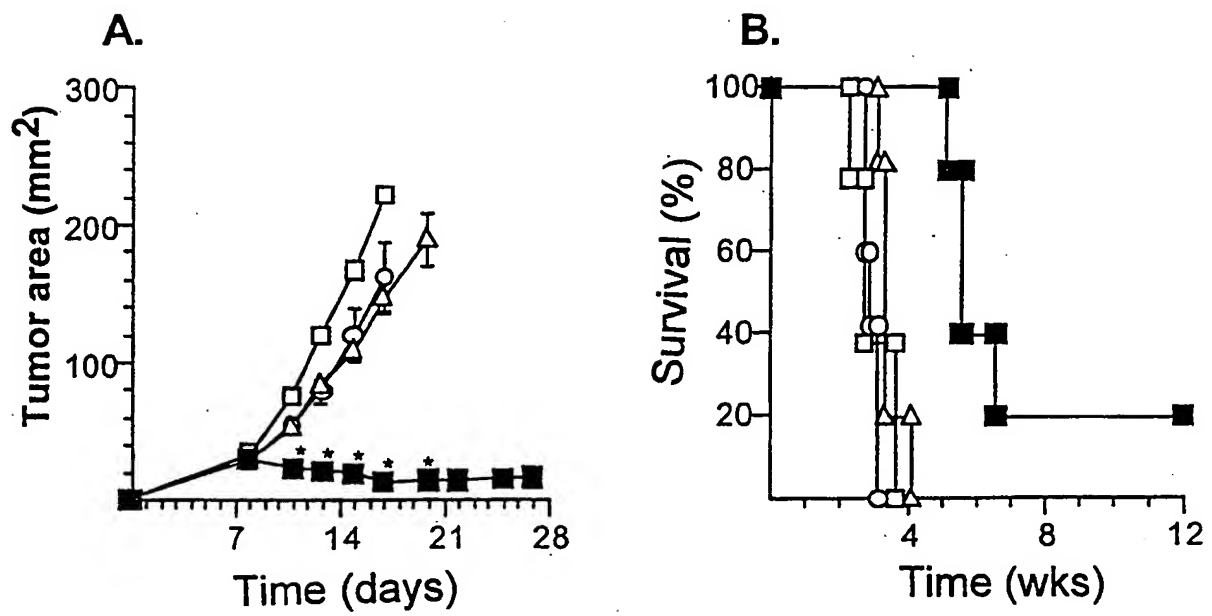 A.
Tumor area (mm²)
300
200
100
* * * * *
7 14 21 28
Time (days)
B.
Survival (%)
100
80
60
40
20
4 8 12
Time (wks)